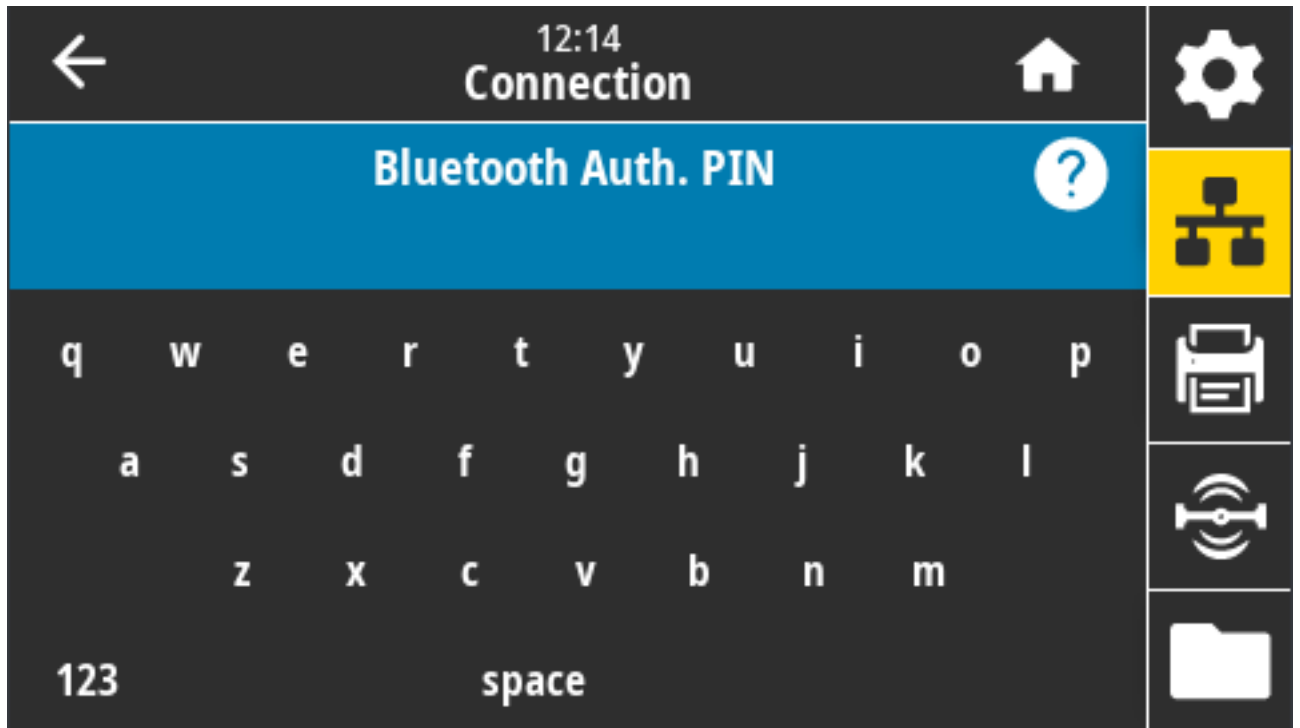 12:14
Connection
Bluetooth Auth. PIN
?
q w e r t y u i o p
a s d f g h j k l
z x c v b n m
123 space